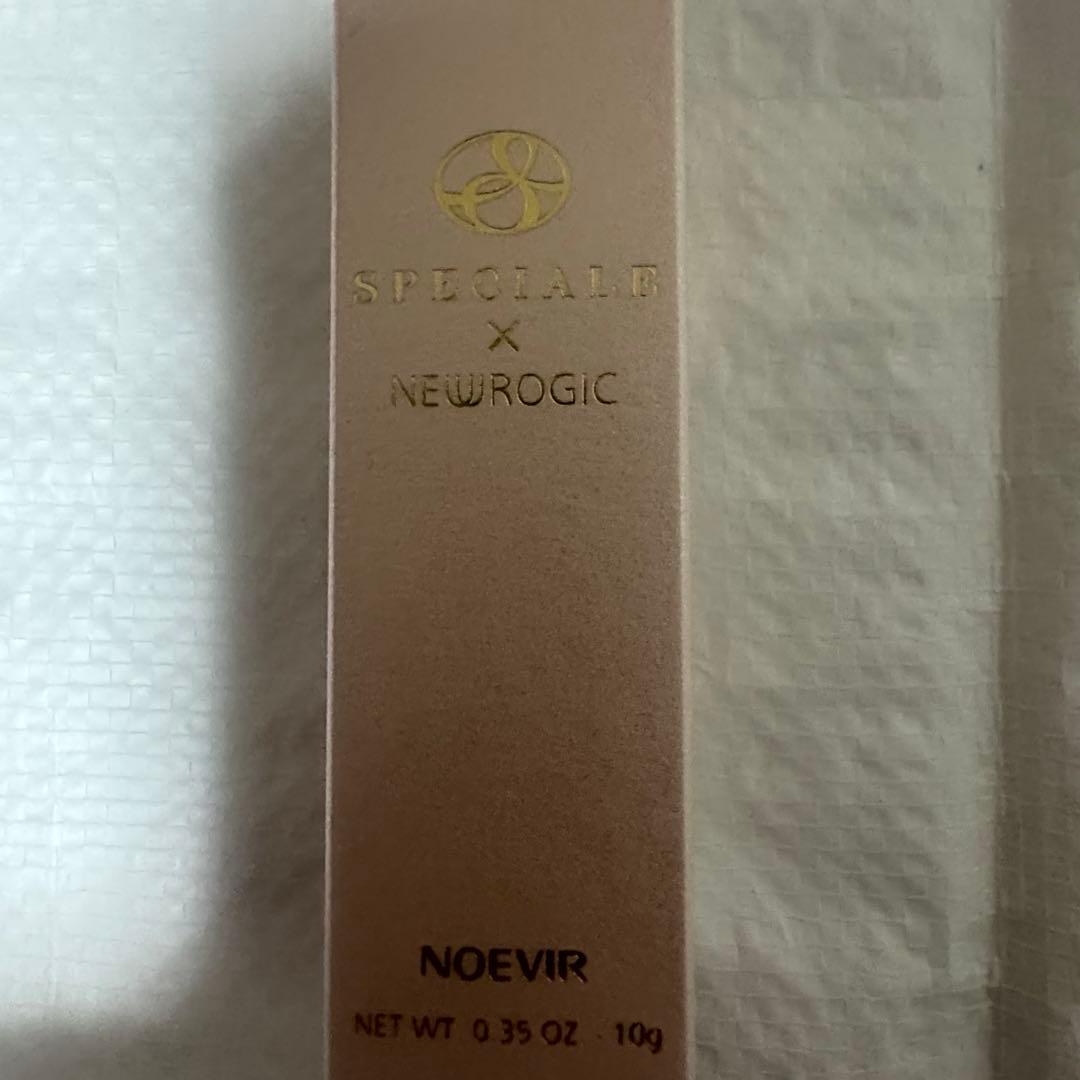 SPECIALE
×
NEWROGIC
NOEVIR
NET WT 0.35 OZ · 10g